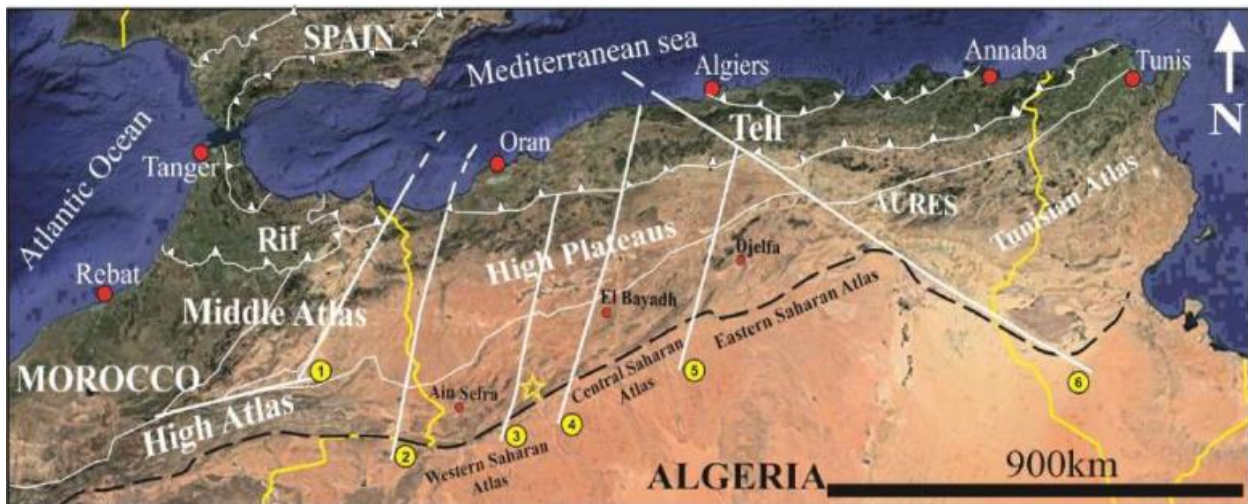 SPAIN
Mediterranean sea
Algiers
Annaba
Tunis
N
Atlantic Ocean
Tanger
Oran
Tell
Rif
AURES
Tunisian Atlas
High Plateaus
Djelfa
Rebat
El Bayadh
Middle Atlas
Eastern Saharan Atlas
Central Saharan
Atlas
MOROCCO
1
5
6
High Atlas
Ain Sefra
4
3
2
Western Saharan
Atlas
ALGERIA
900km